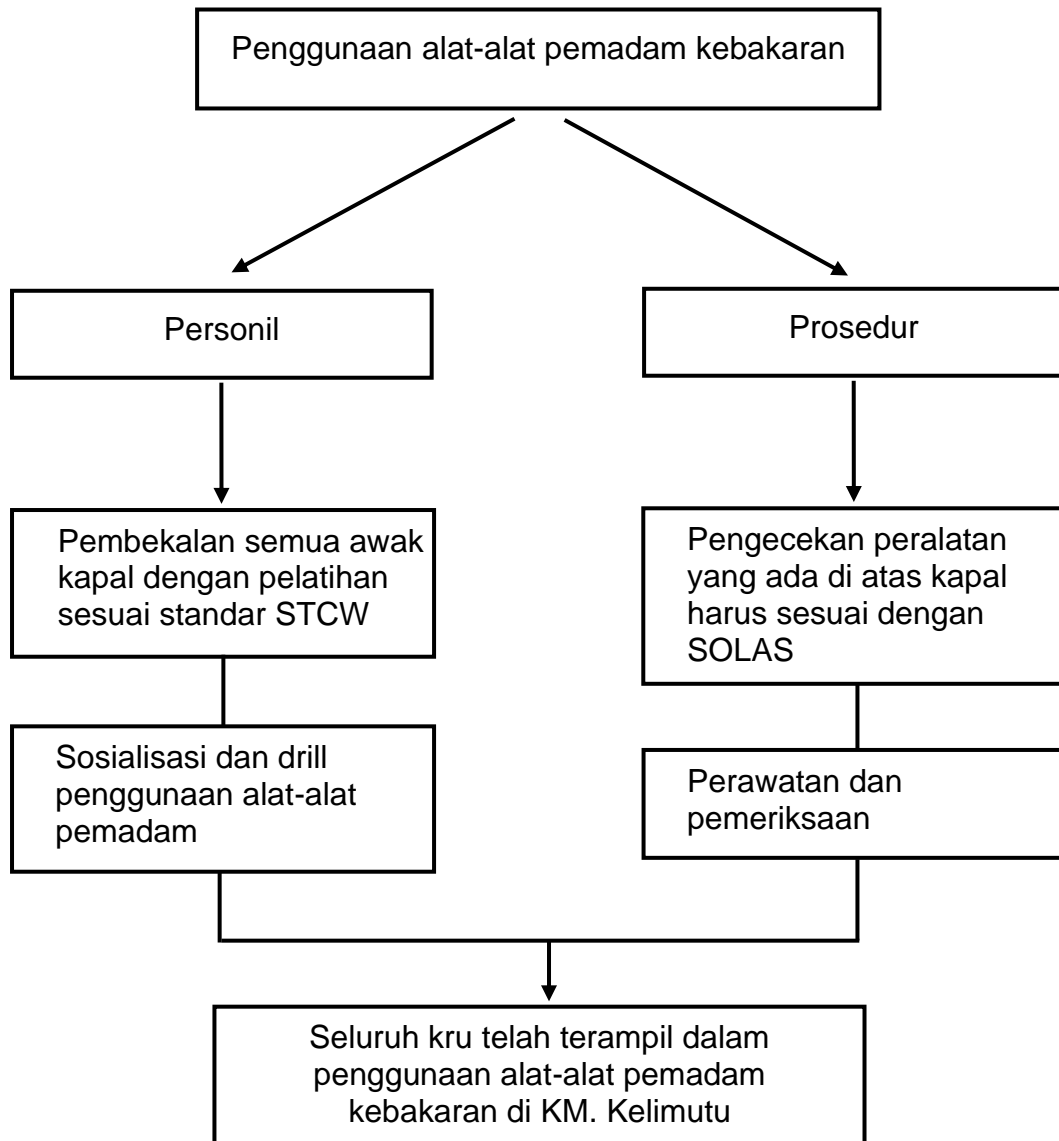 Penggunaan alat-alat pemadam kebakaran
Personil
Prosedur
Pembekalan semua awak
kapal dengan pelatihan
sesuai standar STCW
Pengecekan peralatan
yang ada di atas kapal
harus sesuai dengan
SOLAS
Sosialisasi dan drill
penggunaan alat-alat
pemadam
Perawatan dan
pemeriksaan
Seluruh kru telah terampil dalam
penggunaan alat-alat pemadam
kebakaran di KM. Kelimutu